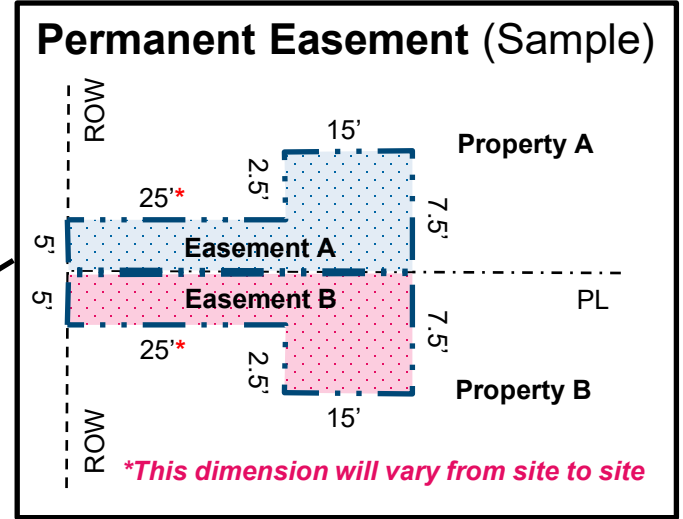 Permanent Easement (Sample)
ROW
15'
Property A
2.5'
25'*
7.5'
5'
Easement A
5'
Easement B
PL
25'*
2.5'
7.5'
Property B
15'
ROW
*This dimension will vary from site to site